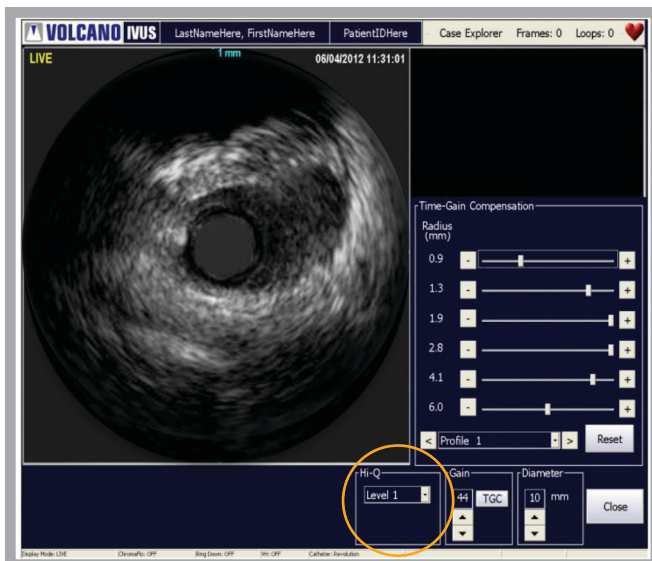 VOLCANO IVUS LastNameHere, FirstNameHere PatientIDHere Case Explorer Frames: 0 Loops: 0
LIVE 1 mm 06/04/2012 11:31:01
Time-Gain Compensation
Radius
(mm)
0.9 - +
1.3 - +
1.9 - +
2.8 - +
4.1 - +
6.0 - +
< Profile 1 > Reset
Hi-Q Gain Diameter
Level 1 44 TGC 10 mm Close
Display Mode: LIVE ChromaFlo: OFF Ring Down: OFF VH: OFF Catheter: Revolution